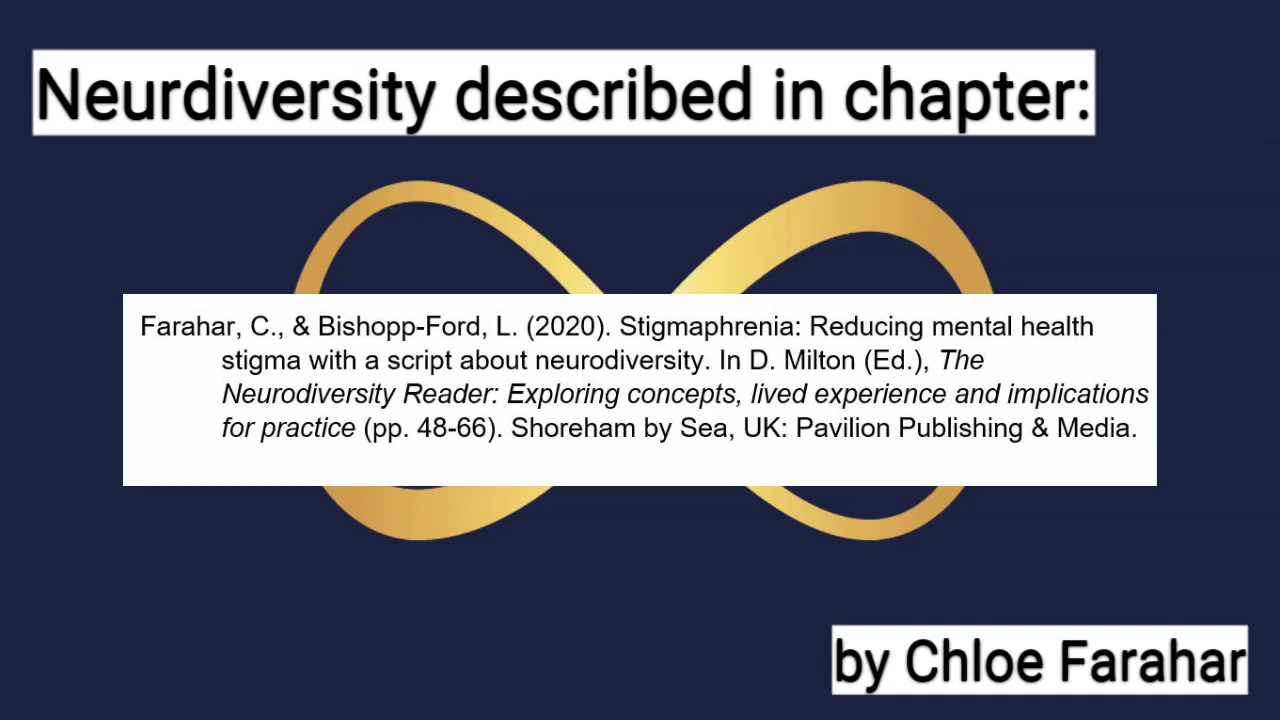 Neurdiversity described in chapter:
Farahar, C., & Bishopp-Ford, L. (2020). Stigmaphrenia: Reducing mental health
stigma with a script about neurodiversity. In D. Milton (Ed.), The
Neurodiversity Reader: Exploring concepts, lived experience and implications
for practice (pp. 48-66). Shoreham by Sea, UK: Pavilion Publishing & Media.
by Chloe Farahar